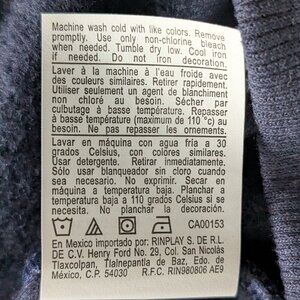 Machine wash cold with like colors. Remove
promptly. Use only non-chlorine bleach
when needed. Tumble dry low. Cool iron
if needed. Do not iron decoration.
Laver à la machine à l'eau froide avec
des couleurs similaires. Retirer rapidement.
Utiliser seulement un agent de blanchiment
non chloré au besoin. Sécher par
culbutage à basse température. Repasser
à basse température (maximum de 110 °c) au
besoin. Ne pas repasser les ornements.
Lavar en máquina con agua fría a 30
grados Celsius, con colores similares.
Usar detergente. Retirar inmediatamente.
Sólo usar blanqueador sin cloro cuando
sea necesario. No exprimir. Secar en
máquina a temperatura baja. Planchar a
temperatura baja a 110 grados Celsius si es
necesario. No planchar la decoración.
CA00153
En Mexico importado por: RINPLAY S. DE R.L
DE C.V. Henry Ford No. 29, Col. San Nicolas
Tlaxcolpan, Tlalnepantla de Baz, Edo. de
México, C.P. 54030 R.F.C. RIN980806 AE9